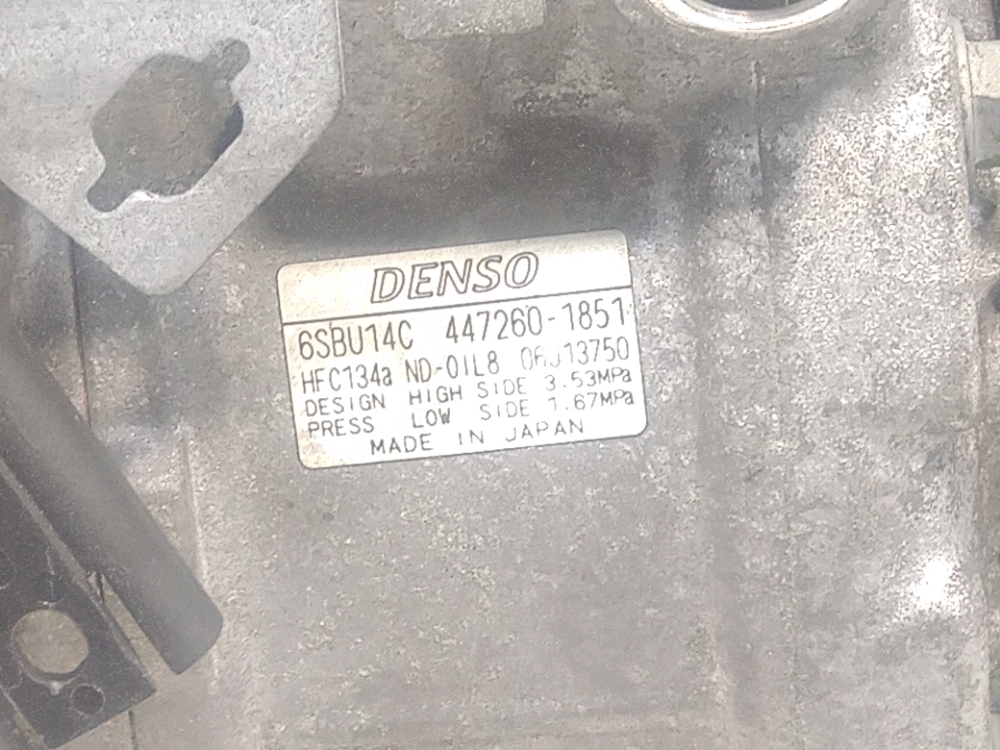 DENSO
6SBU14C 447260-1851
HFC134a ND-OIL8 06J13750
DESIGN HIGH SIDE 3.53MPa
PRESS LOW SIDE 1.67MPa
MADE IN JAPAN